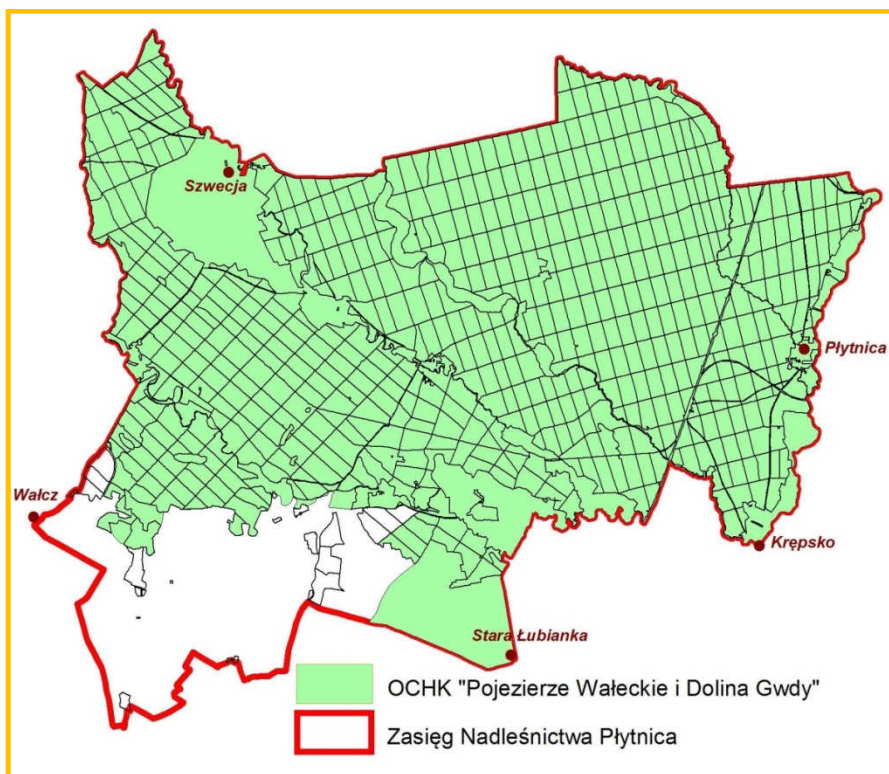 Szwecja
Płytnica
Wałcz
Krępsko
Stara Łubianka
OCHK "Pojezierze Wałeckie i Dolina Gwdy"
Zasięg Nadleśnictwa Płytnica